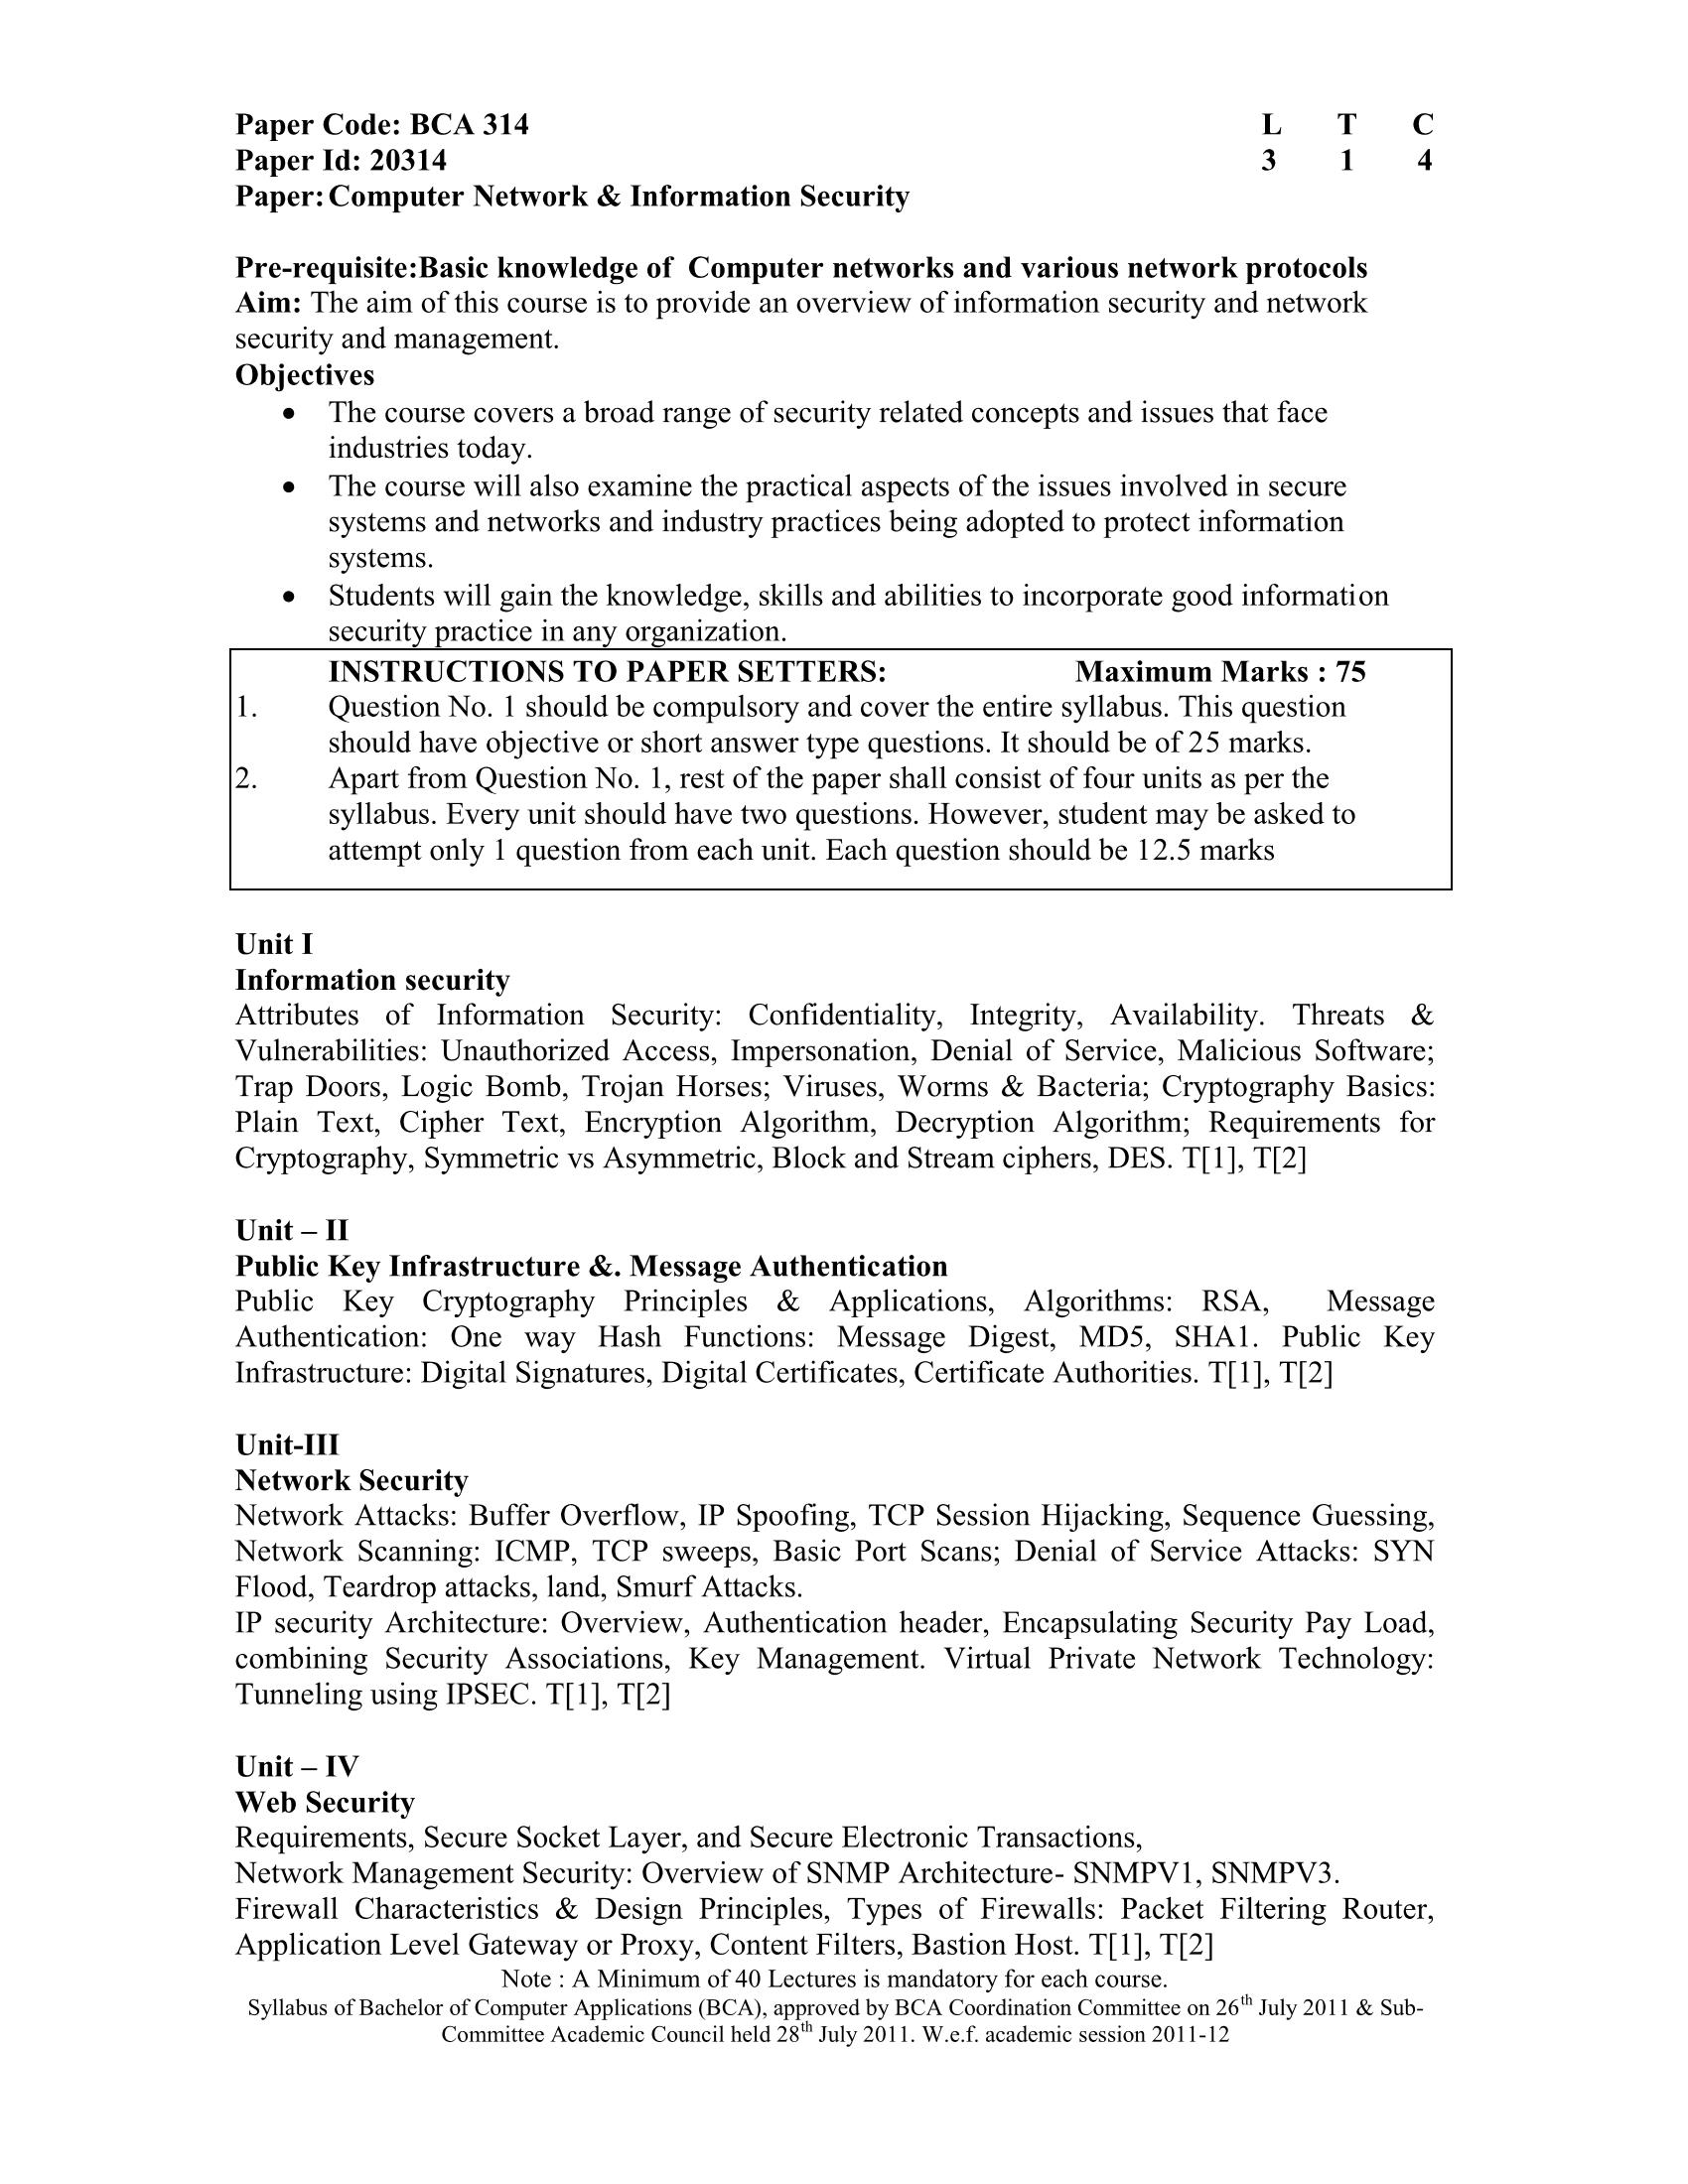 Paper Code: BCA 314 L T C
Paper Id: 20314 3 1 4
Paper: Computer Network & Information Security
Pre-requisite:Basic knowledge of Computer networks and various network protocols
Aim: The aim of this course is to provide an overview of information security and network
security and management.
Objectives
• The course covers a broad range of security related concepts and issues that face
industries today.
• The course will also examine the practical aspects of the issues involved in secure
systems and networks and industry practices being adopted to protect information
systems.
• Students will gain the knowledge, skills and abilities to incorporate good information
security practice in any organization.
INSTRUCTIONS TO PAPER SETTERS: Maximum Marks : 75
1. Question No. 1 should be compulsory and cover the entire syllabus. This question
should have objective or short answer type questions. It should be of 25 marks.
2. Apart from Question No. 1, rest of the paper shall consist of four units as per the
syllabus. Every unit should have two questions. However, student may be asked to
attempt only 1 question from each unit. Each question should be 12.5 marks
Unit I
Information security
Attributes of Information Security: Confidentiality, Integrity, Availability. Threats &
Vulnerabilities: Unauthorized Access, Impersonation, Denial of Service, Malicious Software;
Trap Doors, Logic Bomb, Trojan Horses; Viruses, Worms & Bacteria; Cryptography Basics:
Plain Text, Cipher Text, Encryption Algorithm, Decryption Algorithm; Requirements for
Cryptography, Symmetric vs Asymmetric, Block and Stream ciphers, DES. T[1], T[2]
Unit – II
Public Key Infrastructure &. Message Authentication
Public Key Cryptography Principles & Applications, Algorithms: RSA, Message
Authentication: One way Hash Functions: Message Digest, MD5, SHA1. Public Key
Infrastructure: Digital Signatures, Digital Certificates, Certificate Authorities. T[1], T[2]
Unit-III
Network Security
Network Attacks: Buffer Overflow, IP Spoofing, TCP Session Hijacking, Sequence Guessing,
Network Scanning: ICMP, TCP sweeps, Basic Port Scans; Denial of Service Attacks: SYN
Flood, Teardrop attacks, land, Smurf Attacks.
IP security Architecture: Overview, Authentication header, Encapsulating Security Pay Load,
combining Security Associations, Key Management. Virtual Private Network Technology:
Tunneling using IPSEC. T[1], T[2]
Unit – IV
Web Security
Requirements, Secure Socket Layer, and Secure Electronic Transactions,
Network Management Security: Overview of SNMP Architecture- SNMPV1, SNMPV3.
Firewall Characteristics & Design Principles, Types of Firewalls: Packet Filtering Router,
Application Level Gateway or Proxy, Content Filters, Bastion Host. T[1], T[2]
Note : A Minimum of 40 Lectures is mandatory for each course.
Syllabus of Bachelor of Computer Applications (BCA), approved by BCA Coordination Committee on 26th July 2011 & Sub-
Committee Academic Council held 28th July 2011. W.e.f. academic session 2011-12